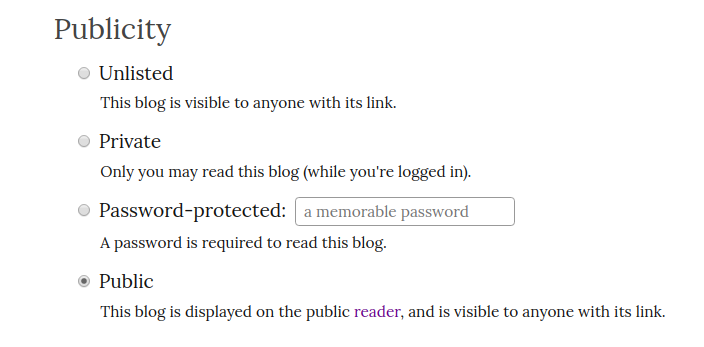 Publicity
Unlisted
This blog is visible to anyone with its link.
Private
Only you may read this blog (while you're logged in).
Password-protected: a memorable password
A password is required to read this blog.
Public
This blog is displayed on the public reader, and is visible to anyone with its link.